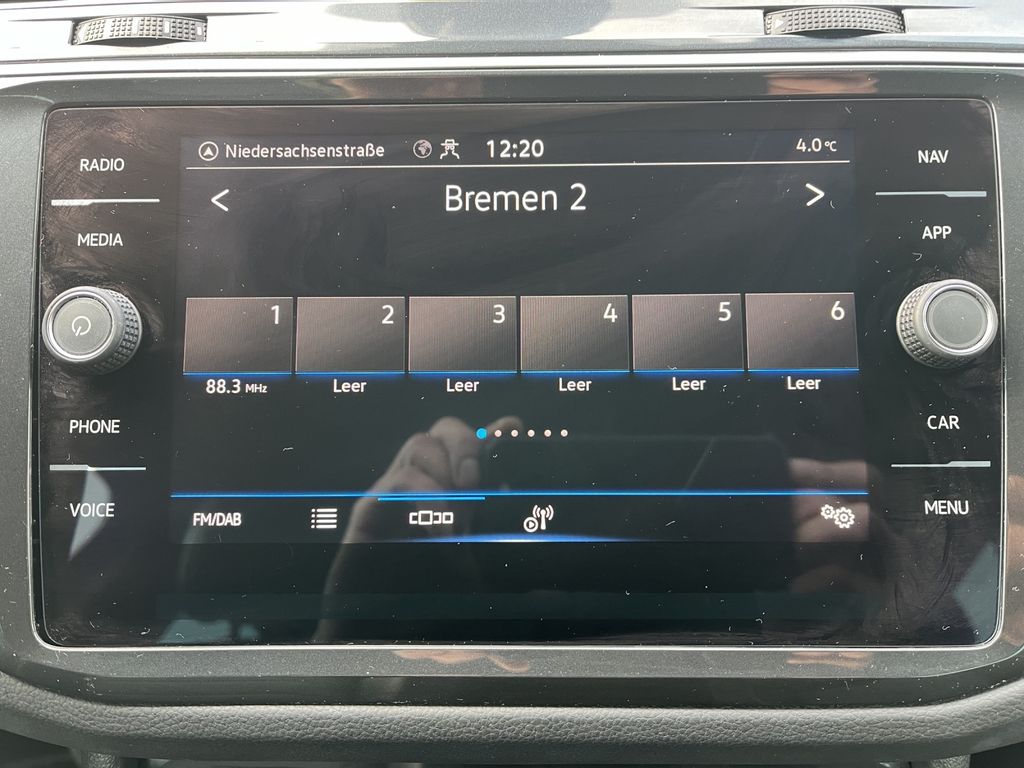 RADIO
MEDIA
PHONE
VOICE
Niedersachsenstraße 12:20 4.0 °C
< Bremen 2 >
1 2 3 4 5 6
88.3 MHz Leer Leer Leer Leer Leer
FM/DAB
NAV
APP
CAR
MENU